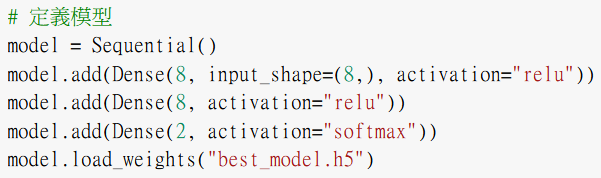 # 定義模型
model = Sequential()
model.add(Dense(8, input_shape=(8,), activation="relu"))
model.add(Dense(8, activation="relu"))
model.add(Dense(2, activation="softmax"))
model.load_weights("best_model.h5")